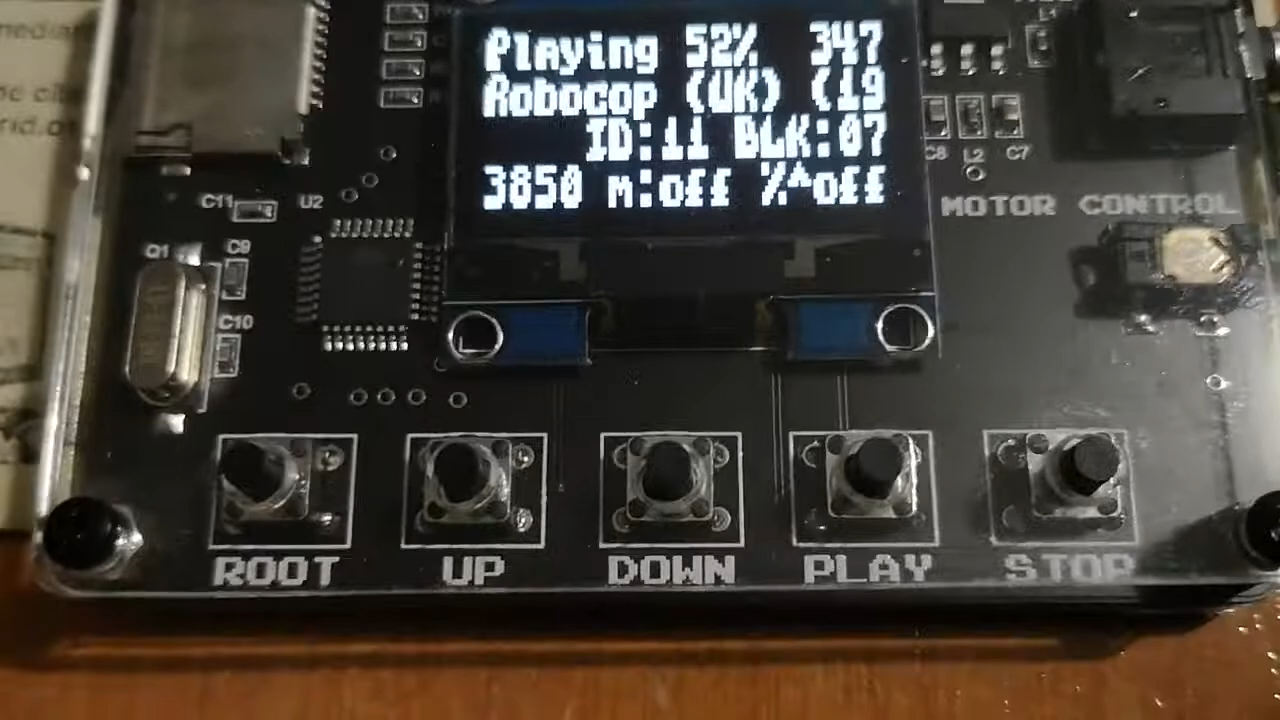 Playing 52% 347
Robocop (UK) (19
ID:11 BLK:07
3850 m:off %^off
C8 L2 C7
MOTOR CONTROL
C11 U2
Q1 C9
C10
ROOT UP DOWN PLAY STOP